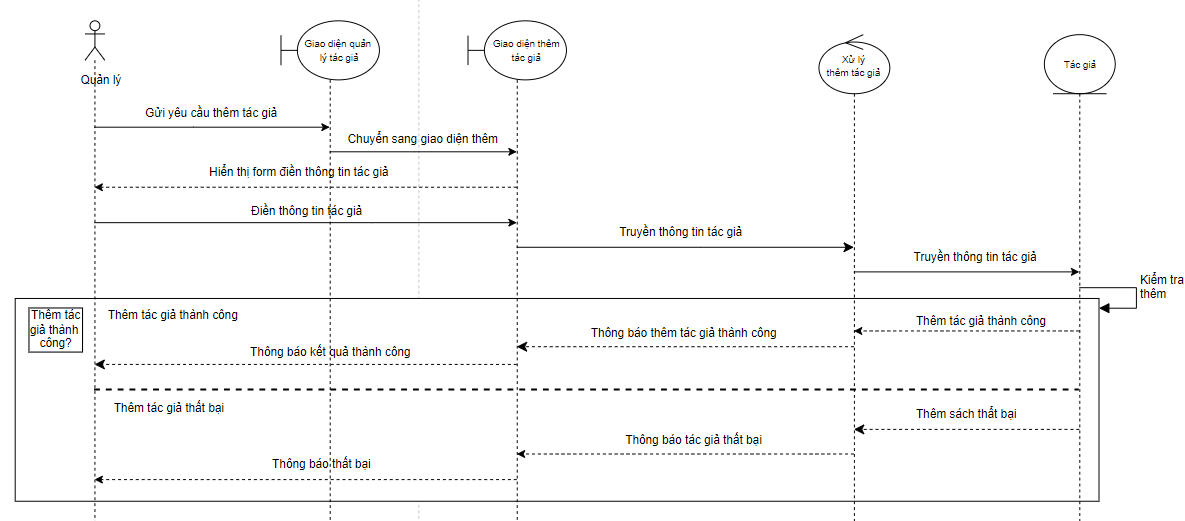 Giao diện quản
lý tác giả
Giao diện thêm
tác giả
Xử lý
thêm tác giả
Tác giả
Quản lý
Gửi yêu cầu thêm tác giả
Chuyển sang giao diện thêm
Hiển thị form điền thông tin tác giả
Điền thông tin tác giả
Truyền thông tin tác giả
Truyền thông tin tác giả
Kiểm tra
thêm
Thêm tác
giả thành
công?
Thêm tác giả thành công
Thêm tác giả thành công
Thông báo thêm tác giả thành công
Thông báo kết quả thành công
Thêm tác giả thất bại
Thêm sách thất bại
Thông báo tác giả thất bại
Thông báo thất bại